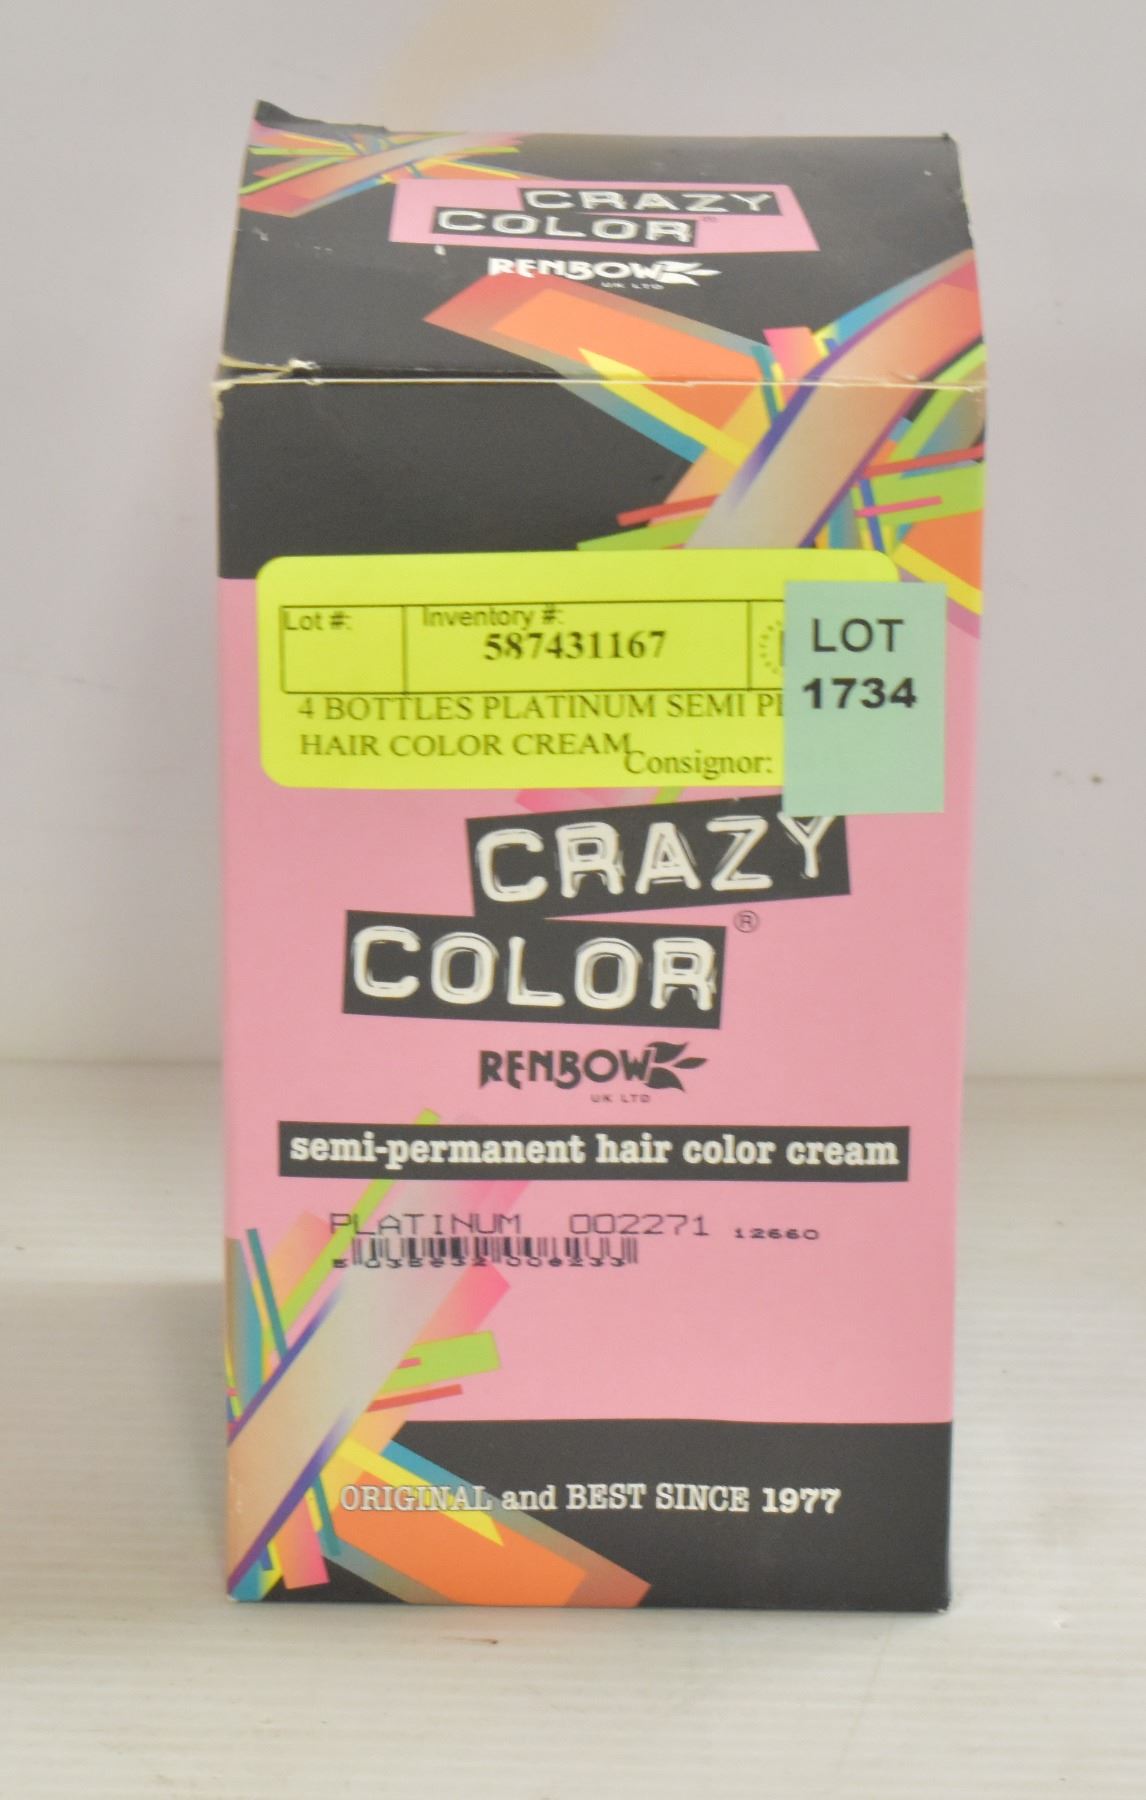 CRAZY
COLOR®
RENBOW
UK LTD
Lot #:
Inventory #:
587431167
LOT
1734
4 BOTTLES PLATINUM SEMI
HAIR COLOR CREAM
Consignor:
CRAZY
COLOR®
RENBOW
UK LTD
semi-permanent hair color cream
PLATINUM 002271 12660
ORIGINAL and BEST SINCE 1977